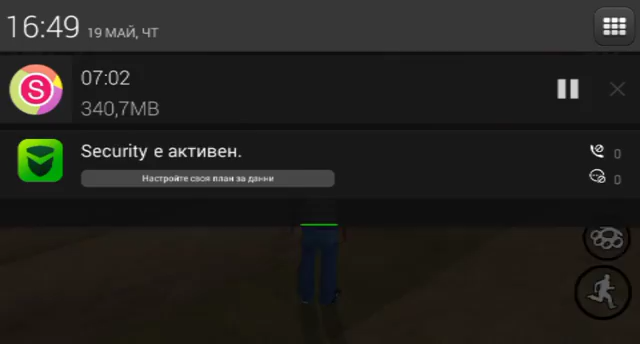 16:49 19 МАЙ, ЧТ
S
07:02
340,7MB
Security е активен.
Настройте своя план за данни
0
0